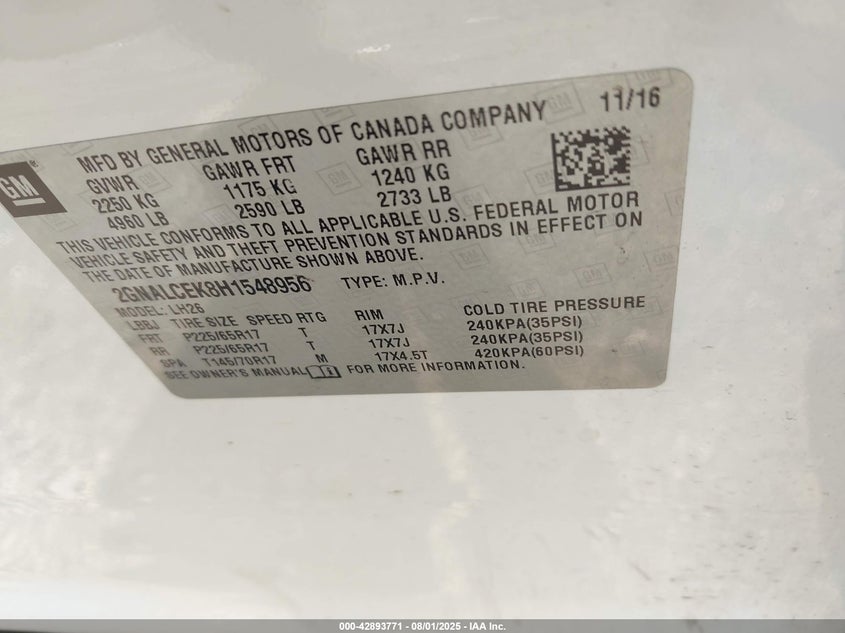 11/16
MFD BY GENERAL MOTORS OF CANADA COMPANY
GM
GVWR GAWR FRT GAWR RR
2250 KG 1175 KG 1240 KG
4960 LB 2590 LB 2733 LB
THIS VEHICLE CONFORMS TO ALL APPLICABLE U.S. FEDERAL MOTOR
VEHICLE SAFETY AND THEFT PREVENTION STANDARDS IN EFFECT ON
THE DATE OF MANUFACTURE SHOWN ABOVE.
2GNALCEK8H1548956 TYPE: M.P.V.
MODEL: LH26
LBBJ TIRE SIZE SPEED RTG RIM COLD TIRE PRESSURE
FRT P225/65R17 T 17X7J 240KPA(35PSI)
RR P225/65R17 T 17X7J 240KPA(35PSI)
SPA T145/70R17 M 17X4.5T 420KPA(60PSI)
SEE OWNER'S MANUAL FOR MORE INFORMATION.
000-42893771 - 08/01/2025 - IAA Inc.